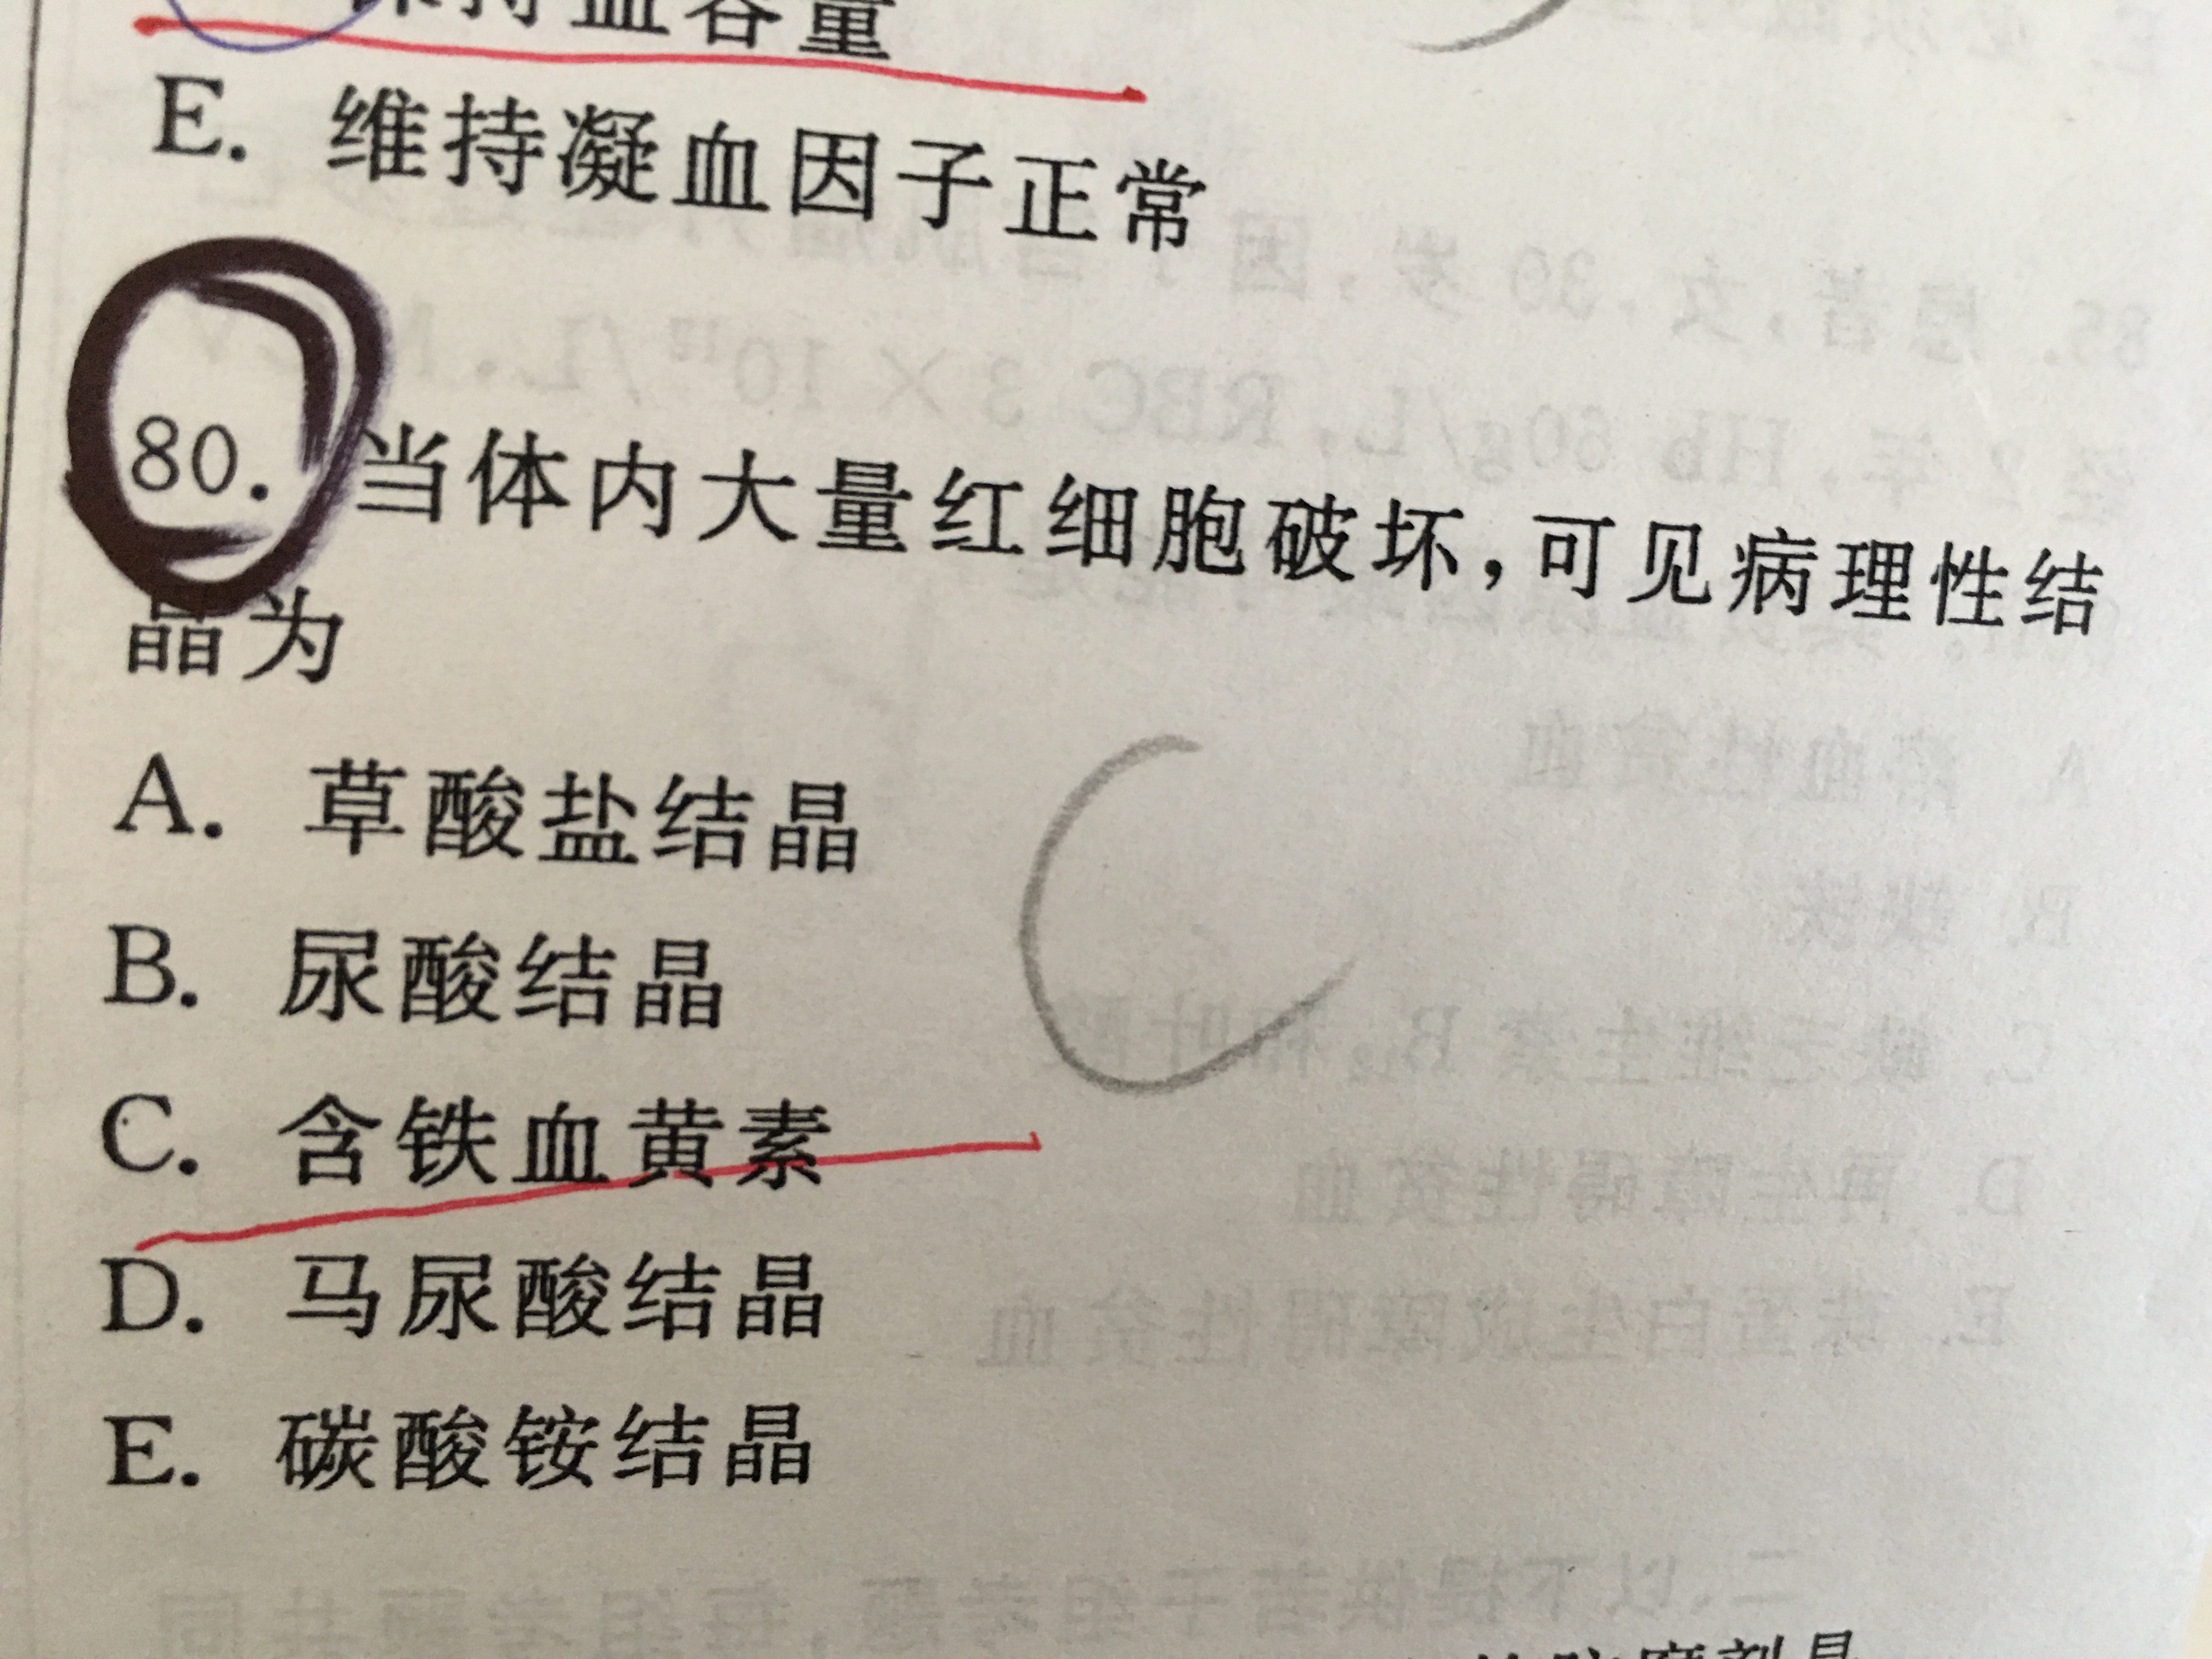 保持血容量
E. 维持凝血因子正常
80. 当体内大量红细胞破坏,可见病理性结
晶为
A. 草酸盐结晶
B. 尿酸结晶
C. 含铁血黄素
D. 马尿酸结晶
E. 碳酸铵结晶
C